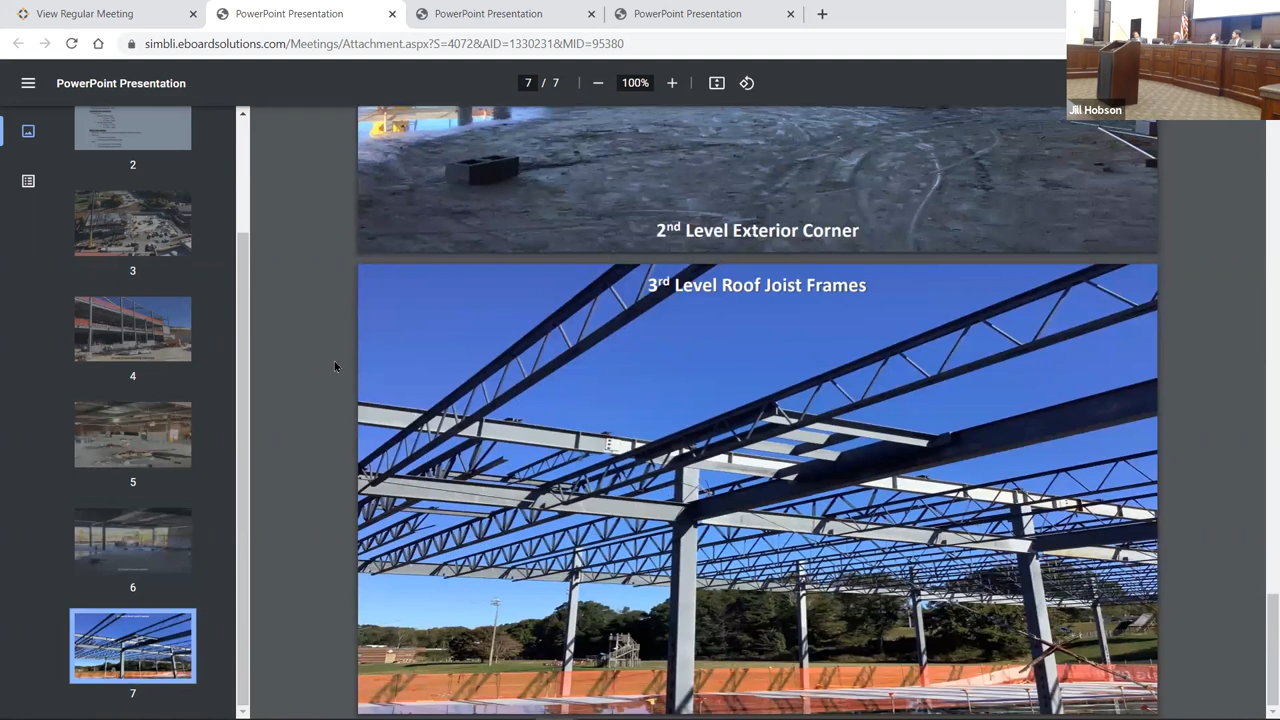 View Regular Meeting
PowerPoint Presentation
PowerPoint Presentation
PowerPoint Presentation
simbli.eboardsolutions.com/Meetings/Attachment.aspx?S=4072&AID=1300231&MID=95380
PowerPoint Presentation
7 / 7
100%
Jill Hobson
2
3
4
5
6
7
2nd Level Exterior Corner
3rd Level Roof Joist Frames